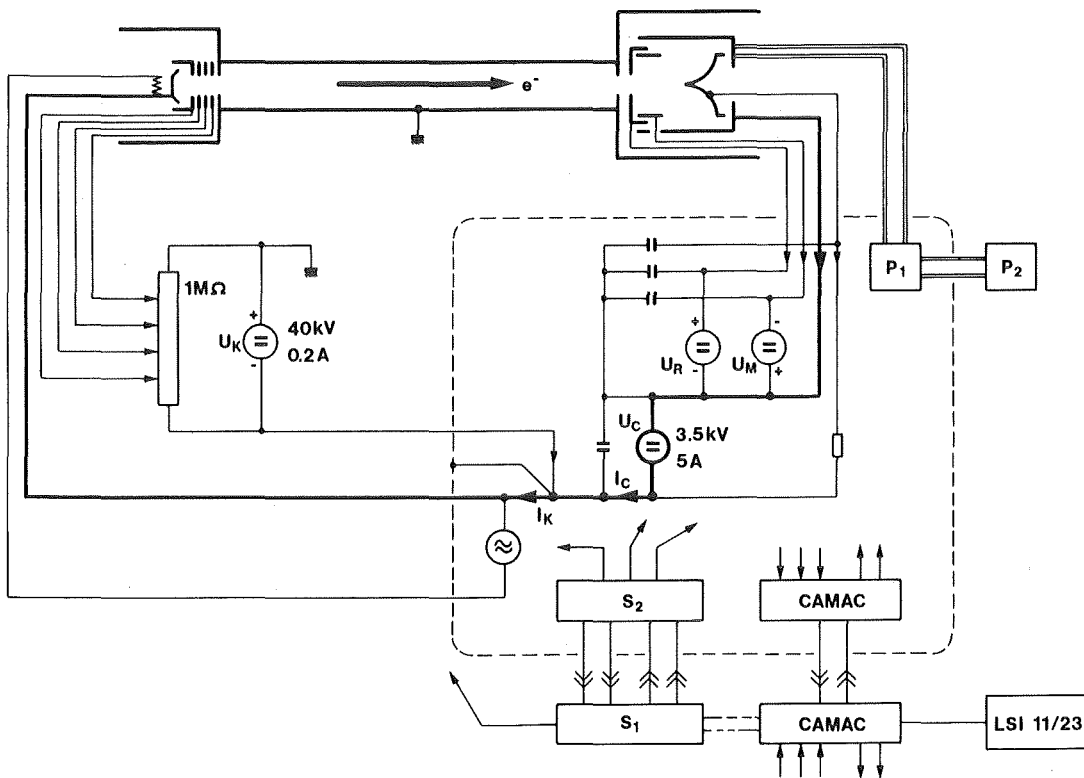 e⁻
P₁
P₂
1MΩ
+
U_K
40kV
0.2A
-
+
U_R
-
-
U_M
+
U_C
3.5kV
5A
I_C
I_K
S₂
CAMAC
S₁
CAMAC
LSI 11/23